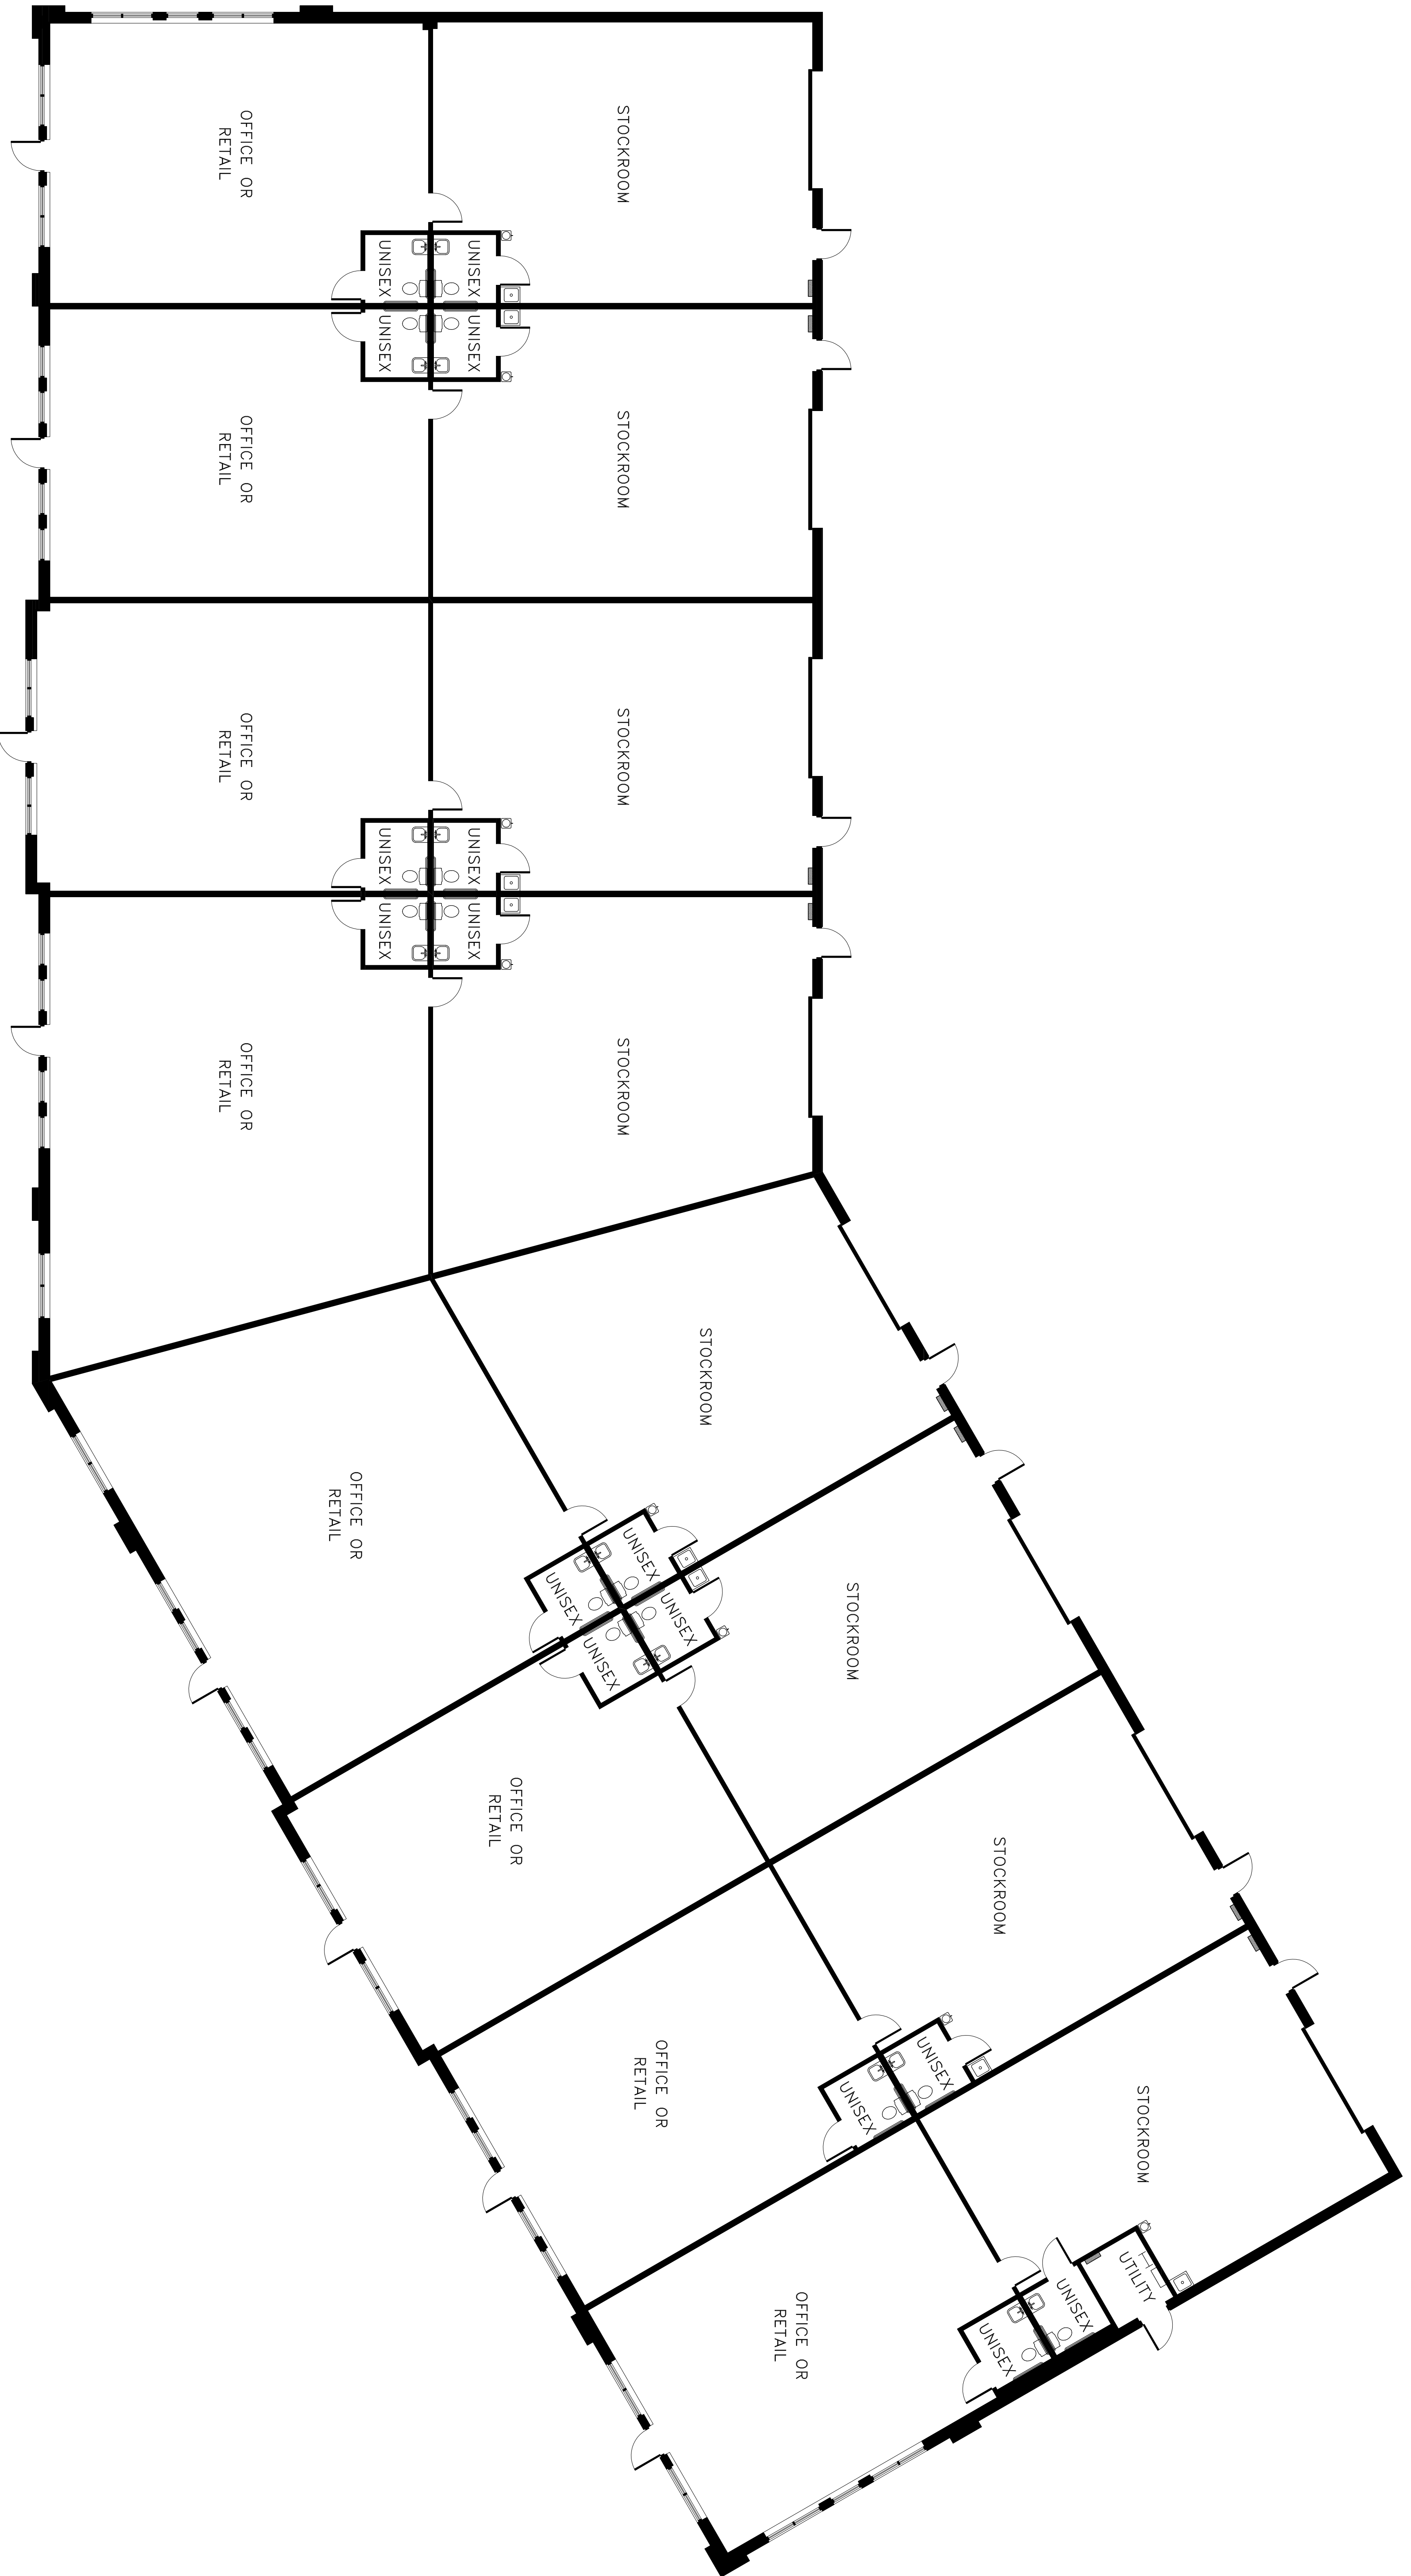 OFFICE OR
RETAIL
STOCKROOM
UNISEX
UNISEX
UNISEX
UNISEX
OFFICE OR
RETAIL
STOCKROOM
OFFICE OR
RETAIL
STOCKROOM
UNISEX
UNISEX
UNISEX
UNISEX
OFFICE OR
RETAIL
STOCKROOM
STOCKROOM
OFFICE OR
RETAIL
UNISEX
UNISEX
UNISEX
UNISEX
STOCKROOM
OFFICE OR
RETAIL
STOCKROOM
OFFICE OR
RETAIL
UNISEX
UNISEX
STOCKROOM
UTILITY
UNISEX
UNISEX
OFFICE OR
RETAIL